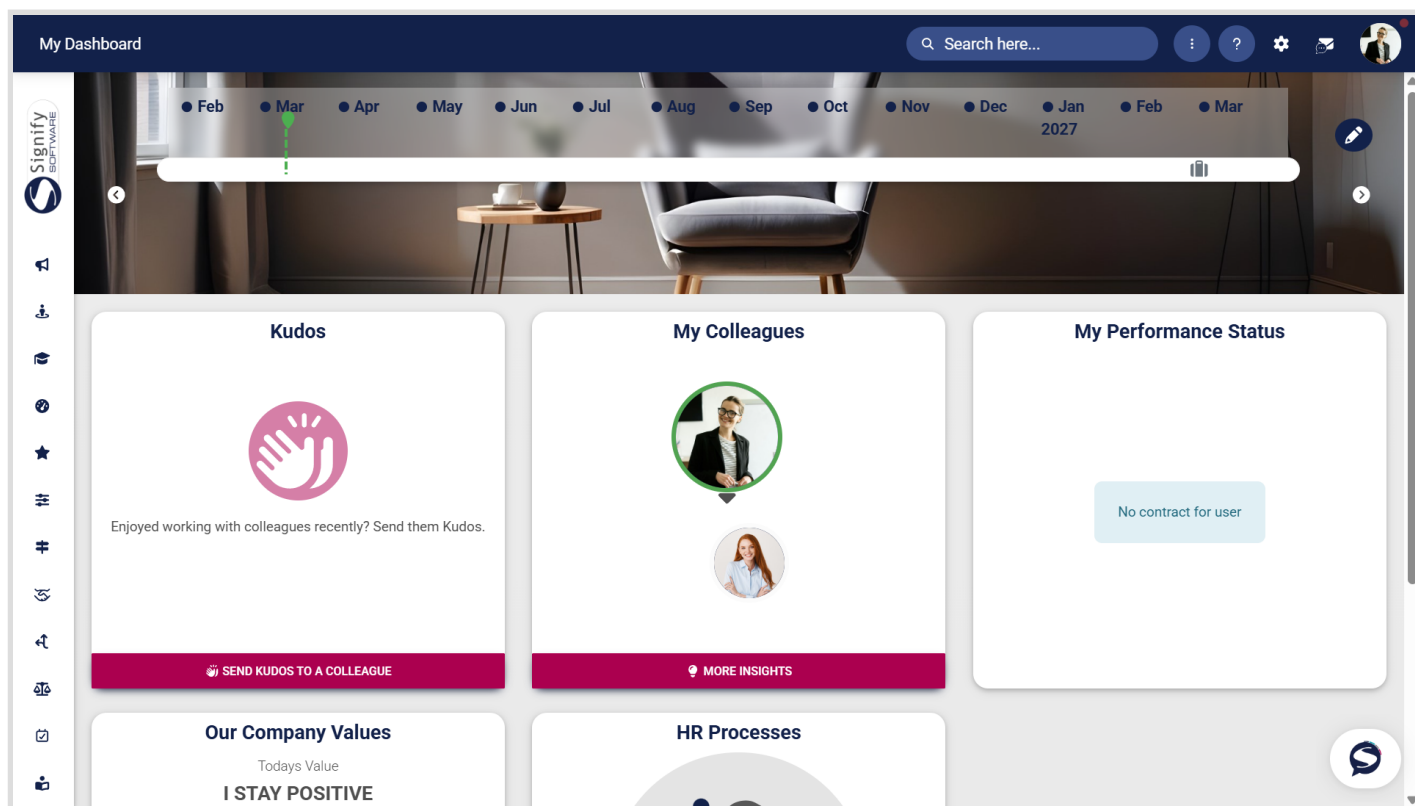 My Dashboard
Search here...
?
Signify
SOFTWARE
Feb
Mar
Apr
May
Jun
Jul
Aug
Sep
Oct
Nov
Dec
Jan
2027
Feb
Mar
Kudos
Enjoyed working with colleagues recently? Send them Kudos.
SEND KUDOS TO A COLLEAGUE
My Colleagues
MORE INSIGHTS
My Performance Status
No contract for user
Our Company Values
Todays Value
I STAY POSITIVE
HR Processes